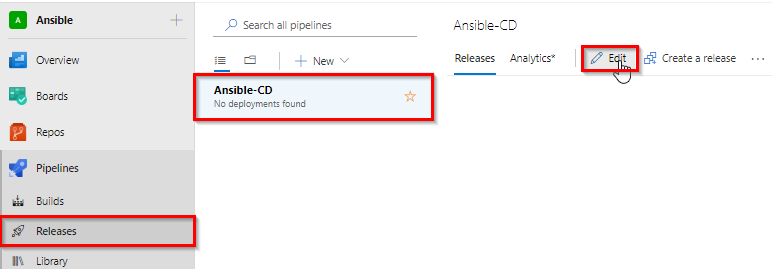 A Ansible
Overview
Boards
Repos
Pipelines
Builds
Releases
Library
Search all pipelines
New
Ansible-CD
No deployments found
Ansible-CD
Releases Analytics* Edit Create a release